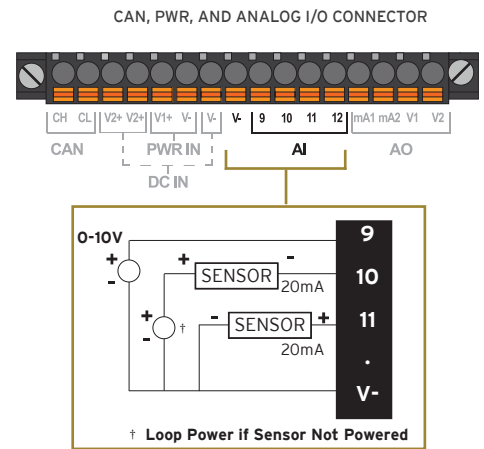 CAN, PWR, AND ANALOG I/O CONNECTOR
CH CL V2+ V2+ V1+ V- V- V- 9 10 11 12 mA1 mA2 V1 V2
CAN PWR IN AI AO
DC IN
0-10V 9
+
-
+ SENSOR - 10
20mA
+
-
†
- SENSOR + 11
20mA
.
V-
† Loop Power if Sensor Not Powered